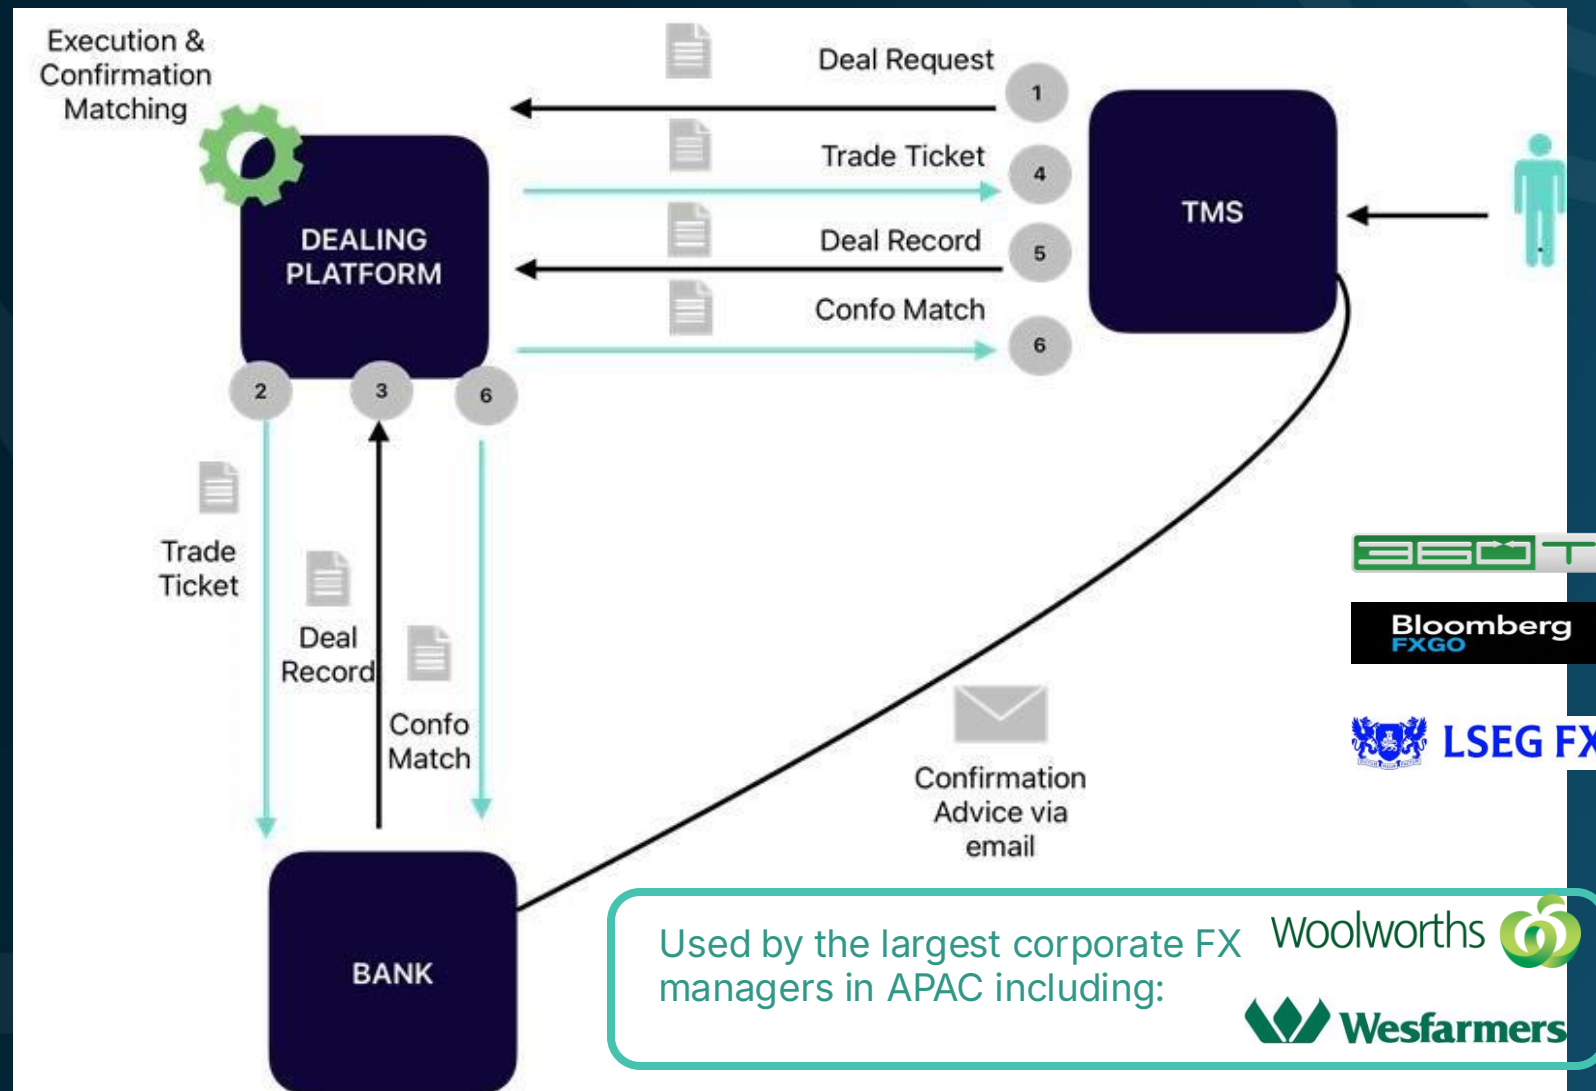 Execution &
Confirmation
Matching
Deal Request
1
Trade Ticket
4
Deal Record
5
Confo Match
6
DEALING
PLATFORM
TMS
2
3
6
Trade
Ticket
Deal
Record
Confo
Match
360T
Bloomberg
FXGO
LSEG FX
Confirmation
Advice via
email
BANK
Used by the largest corporate FX
managers in APAC including:
Woolworths
Wesfarmers